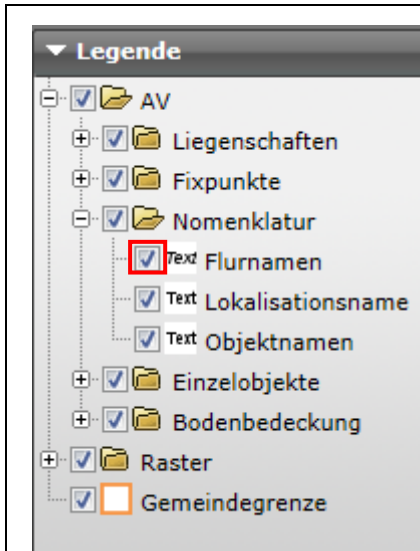 Legende
AV
Liegenschaften
Fixpunkte
Nomenklatur
Text Flurnamen
Text Lokalisationsname
Text Objektnamen
Einzelobjekte
Bodenbedeckung
Raster
Gemeindegrenze